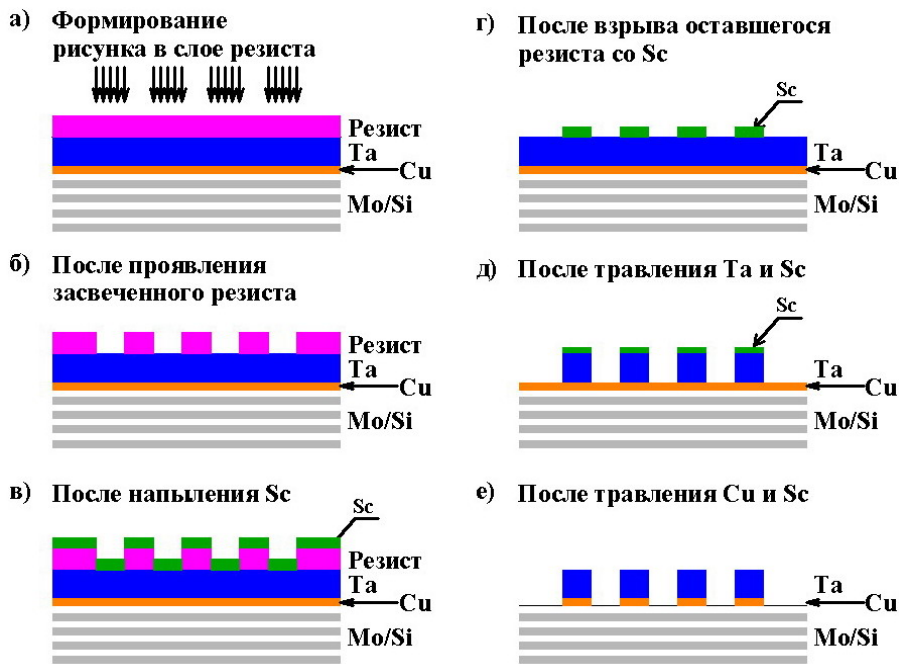 а) Формирование
рисунка в слое резиста
Резист
Ta
Cu
Mo/Si
б) После проявления
засвеченного резиста
Резист
Ta
Cu
Mo/Si
в) После напыления Sc
Sc
Резист
Ta
Cu
Mo/Si
г) После взрыва оставшегося
резиста со Sc
Sc
Ta
Cu
Mo/Si
д) После травления Ta и Sc
Sc
Ta
Cu
Mo/Si
е) После травления Cu и Sc
Ta
Cu
Mo/Si